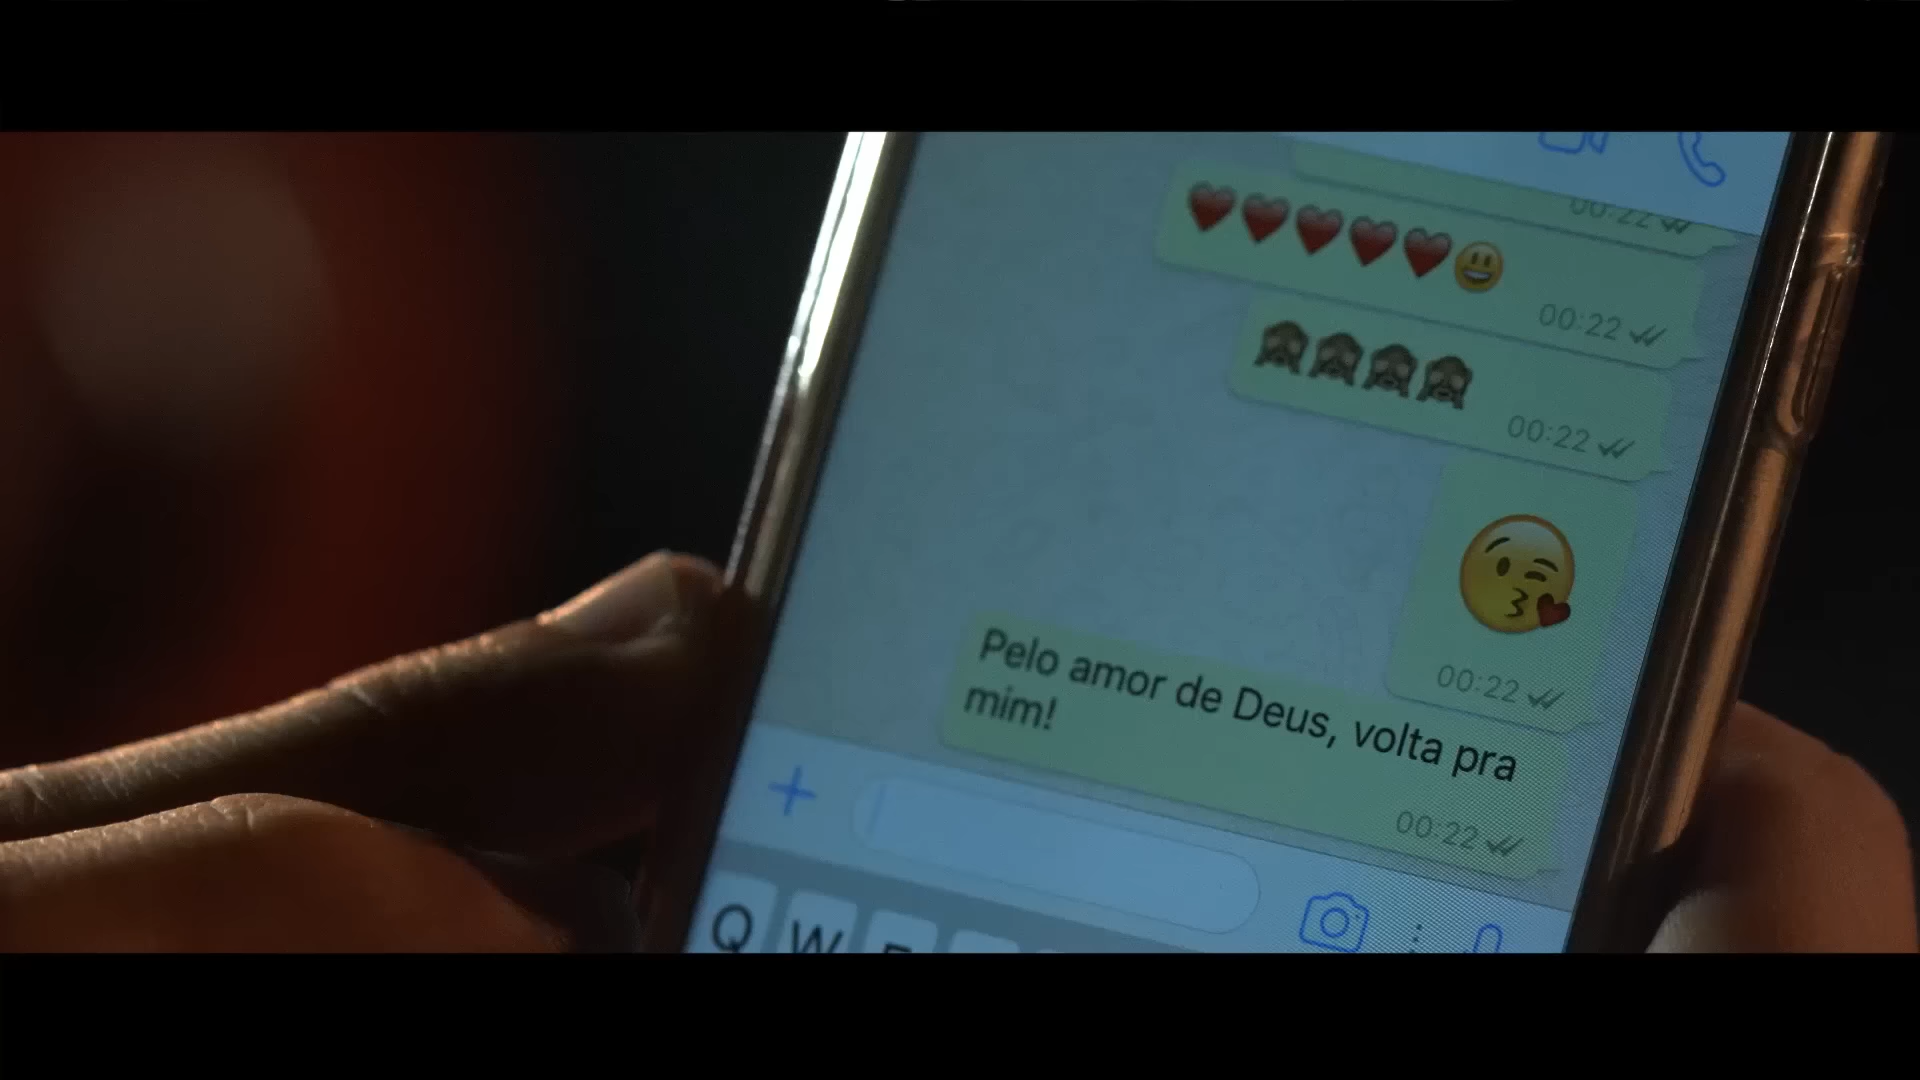 00:22
❤️❤️❤️❤️❤️😃
00:22
🙈🙈🙈🙈
00:22
😘
00:22
Pelo amor de Deus, volta pra
mim!
00:22
Q W